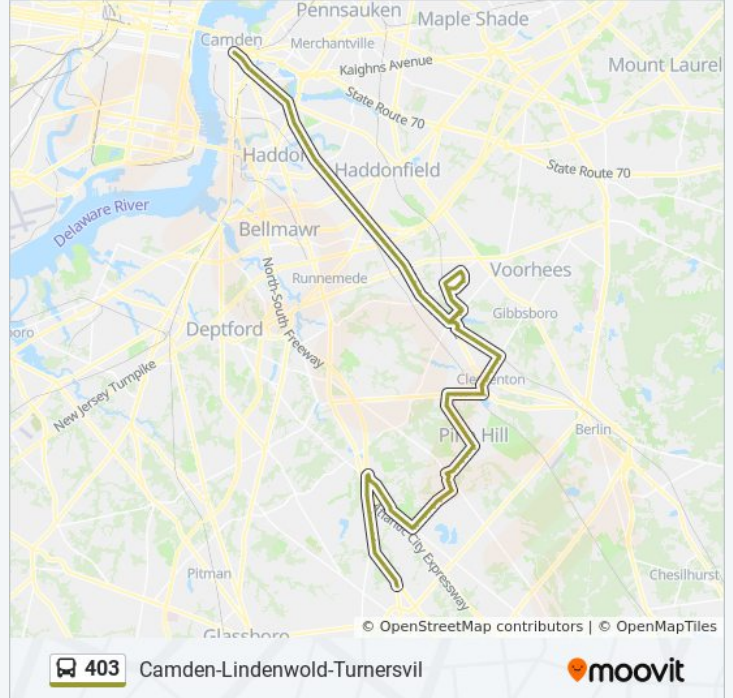 Pennsauken
Maple Shade
Camden
Merchantville
Kaighns Avenue
Mount Laurel
State Route 70
Haddon
Haddonfield
State Route 70
Delaware River
Bellmawr
North-South Freeway
Runnemede
Voorhees
Gibbsboro
oro
Deptford
New Jersey Turnpike
Clementon
Pine Hill
Berlin
Atlantic City Expressway
Pitman
Chesilhurst
Glassboro
© OpenStreetMap contributors | © OpenMapTiles
403 Camden-Lindenwold-Turnersvil
moovit